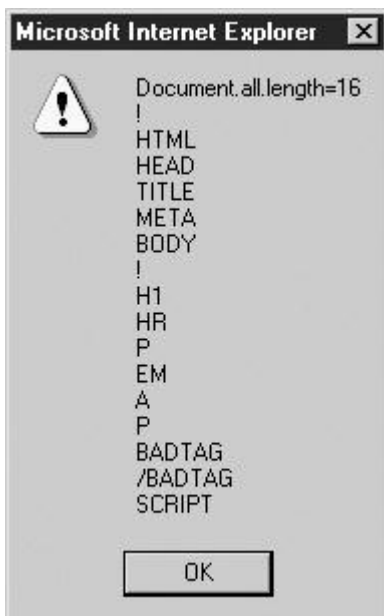 Microsoft Internet Explorer
Document.all.length=16
!
HTML
HEAD
TITLE
META
BODY
!
H1
HR
P
EM
A
P
BADTAG
/BADTAG
SCRIPT
OK